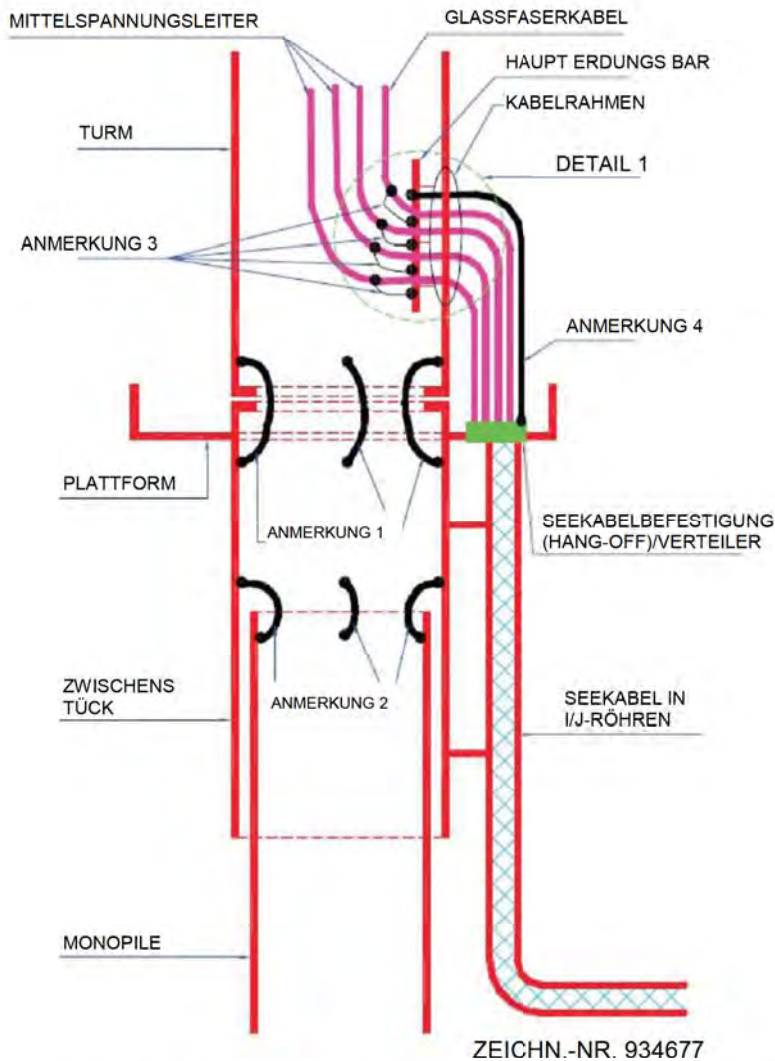 MITTELSPANNUNGSLEITER
GLASSFASERKABEL
HAUPT ERDUNGS BAR
KABELRAHMEN
TURM
DETAIL 1
ANMERKUNG 3
ANMERKUNG 4
PLATTFORM
ANMERKUNG 1
SEEKABELBEFESTIGUNG
(HANG-OFF)/VERTEILER
ZWISCHENS
TÜCK
ANMERKUNG 2
SEEKABEL IN
I/J-RÖHREN
MONOPILE
ZEICHN.-NR. 934677